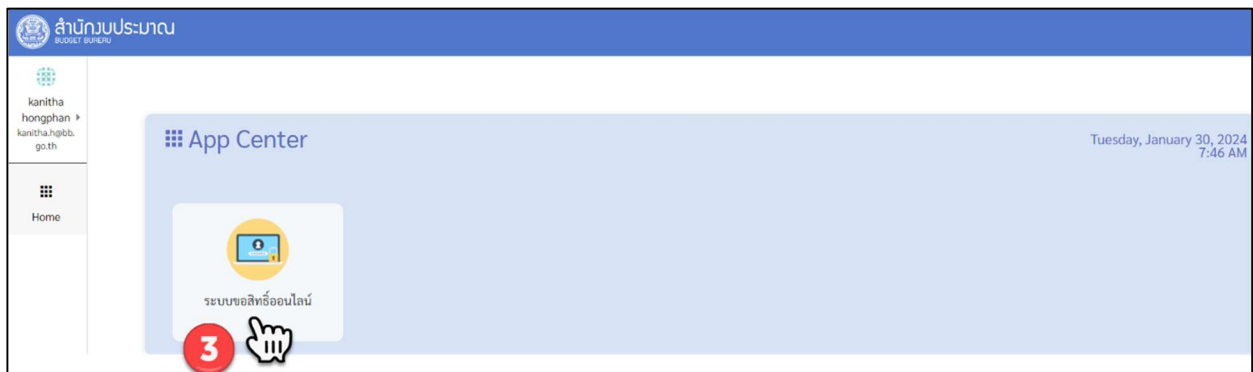 สำนักงบประมาณ
BUDGET BUREAU
kanitha
hongphan
kanitha.h@bb.
go.th
Home
App Center
Tuesday, January 30, 2024
7:46 AM
ระบบขอสิทธิ์ออนไลน์
3